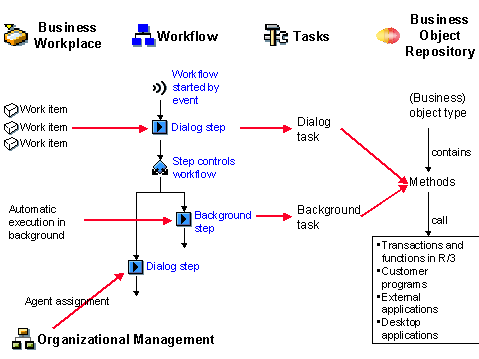 Business
Workplace
Workflow
Tasks
Business
Object
Repository
Workflow
started by
event
Work item
Work item
Work item
Dialog step
Dialog
task
(Business)
object type
contains
Step controls
workflow
Methods
Automatic
execution in
background
Background
step
Background
task
call
Dialog step
▪Transactions and
functions in R/3
▪Customer
programs
▪External
applications
▪Desktop
applications
Agent assignment
Organizational Management